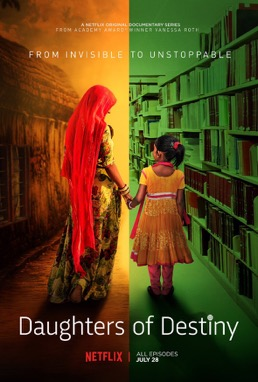 A NETFLIX ORIGINAL DOCUMENTARY SERIES
FROM ACADEMY AWARD WINNER VANESSA ROTH
FROM INVISIBLE TO UNSTOPPABLE
Daughters of Destiny
NETFLIX
ALL EPISODES
JULY 28